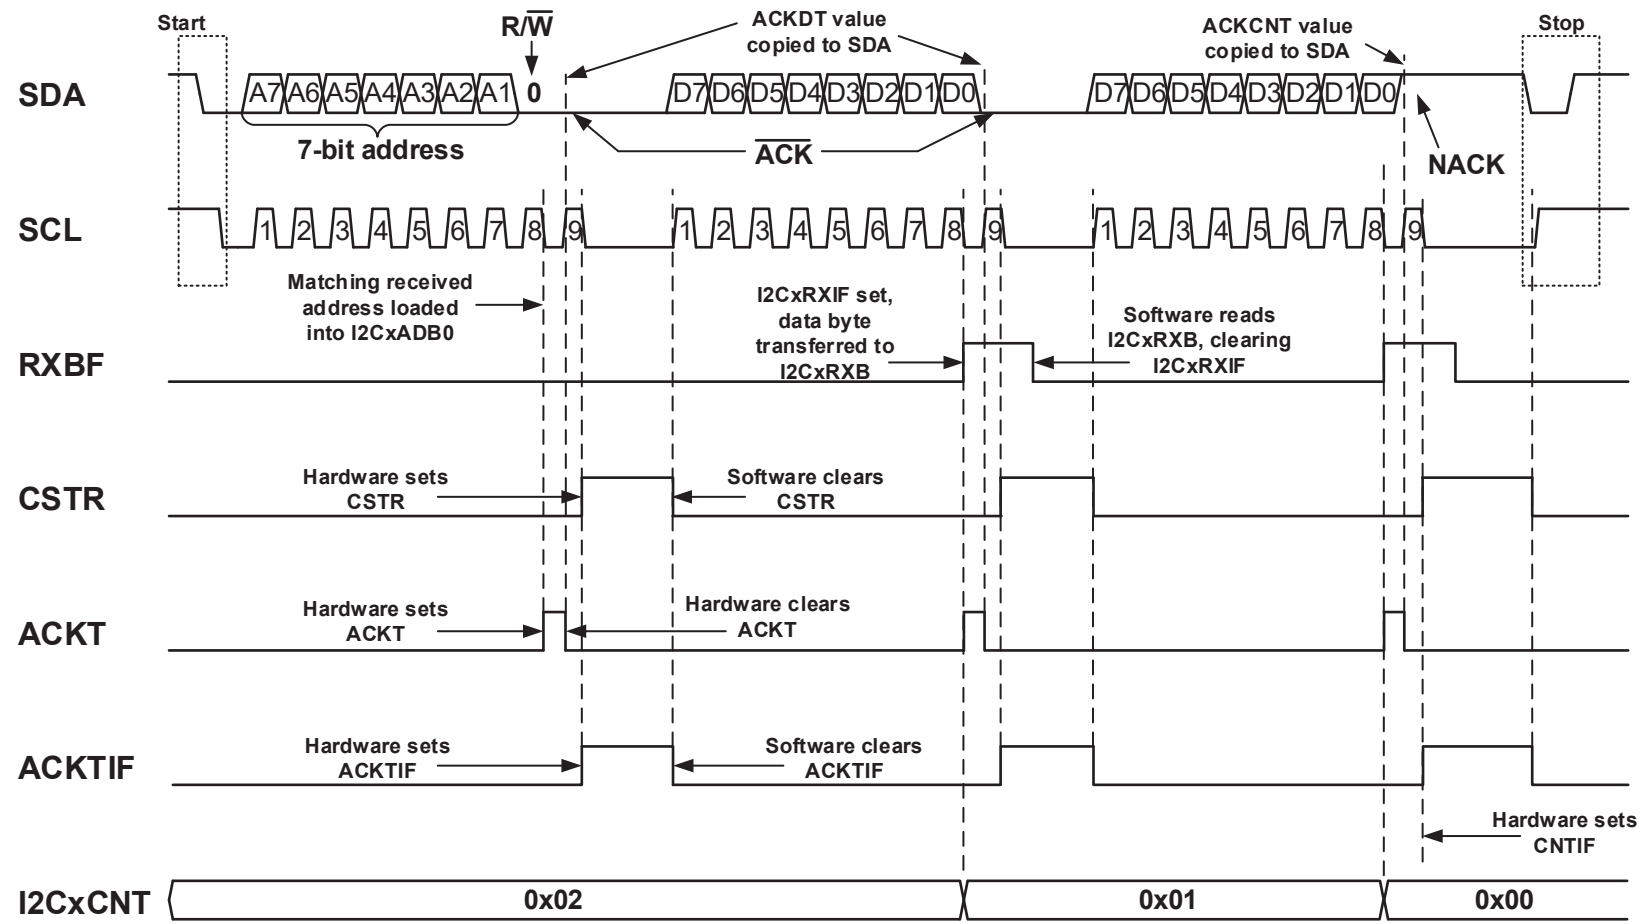 Start
R/W
ACKDT value
copied to SDA
ACKCNT value
copied to SDA
Stop
SDA
A7 A6 A5 A4 A3 A2 A1 0 D7 D6 D5 D4 D3 D2 D1 D0 D7 D6 D5 D4 D3 D2 D1 D0
7-bit address
ACK
NACK
SCL
1 2 3 4 5 6 7 8 9 1 2 3 4 5 6 7 8 9 1 2 3 4 5 6 7 8 9
Matching received
address loaded
into I2CxADB0
I2CxRXIF set,
data byte
transferred to
I2CxRXB
Software reads
I2CxRXB, clearing
I2CxRXIF
RXBF
Hardware sets
CSTR
Software clears
CSTR
CSTR
Hardware sets
ACKT
Hardware clears
ACKT
ACKT
Hardware sets
ACKTIF
Software clears
ACKTIF
ACKTIF
Hardware sets
CNTIF
I2CxCNT
0x02
0x01
0x00